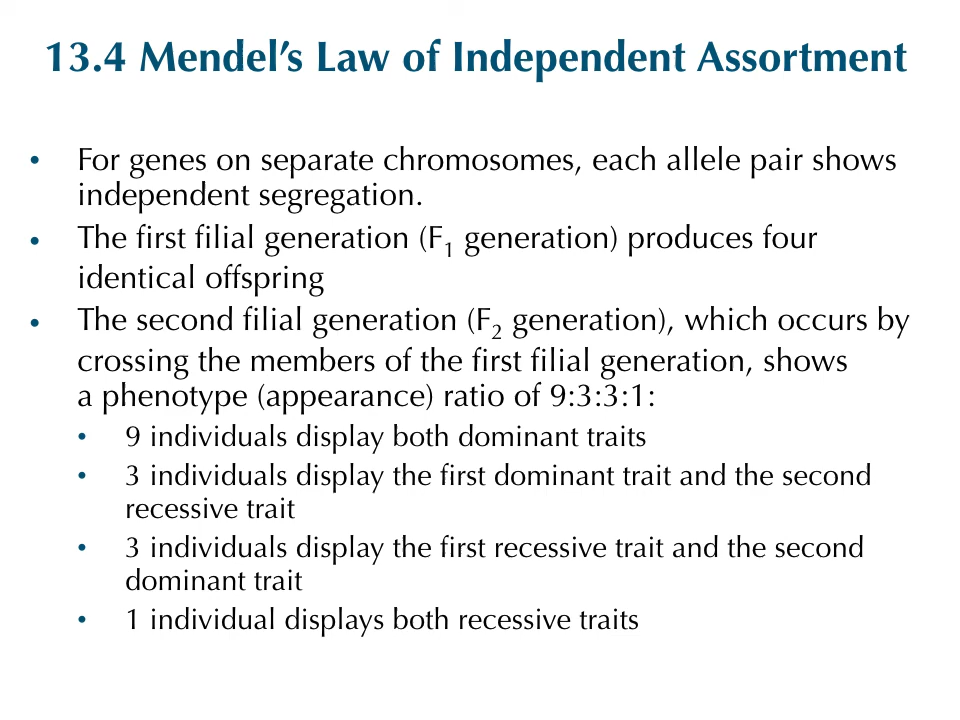 13.4 Mendel’s Law of Independent Assortment
• For genes on separate chromosomes, each allele pair shows
independent segregation.
• The first filial generation (F1 generation) produces four
identical offspring
• The second filial generation (F2 generation), which occurs by
crossing the members of the first filial generation, shows
a phenotype (appearance) ratio of 9:3:3:1:
• 9 individuals display both dominant traits
• 3 individuals display the first dominant trait and the second
recessive trait
• 3 individuals display the first recessive trait and the second
dominant trait
• 1 individual displays both recessive traits